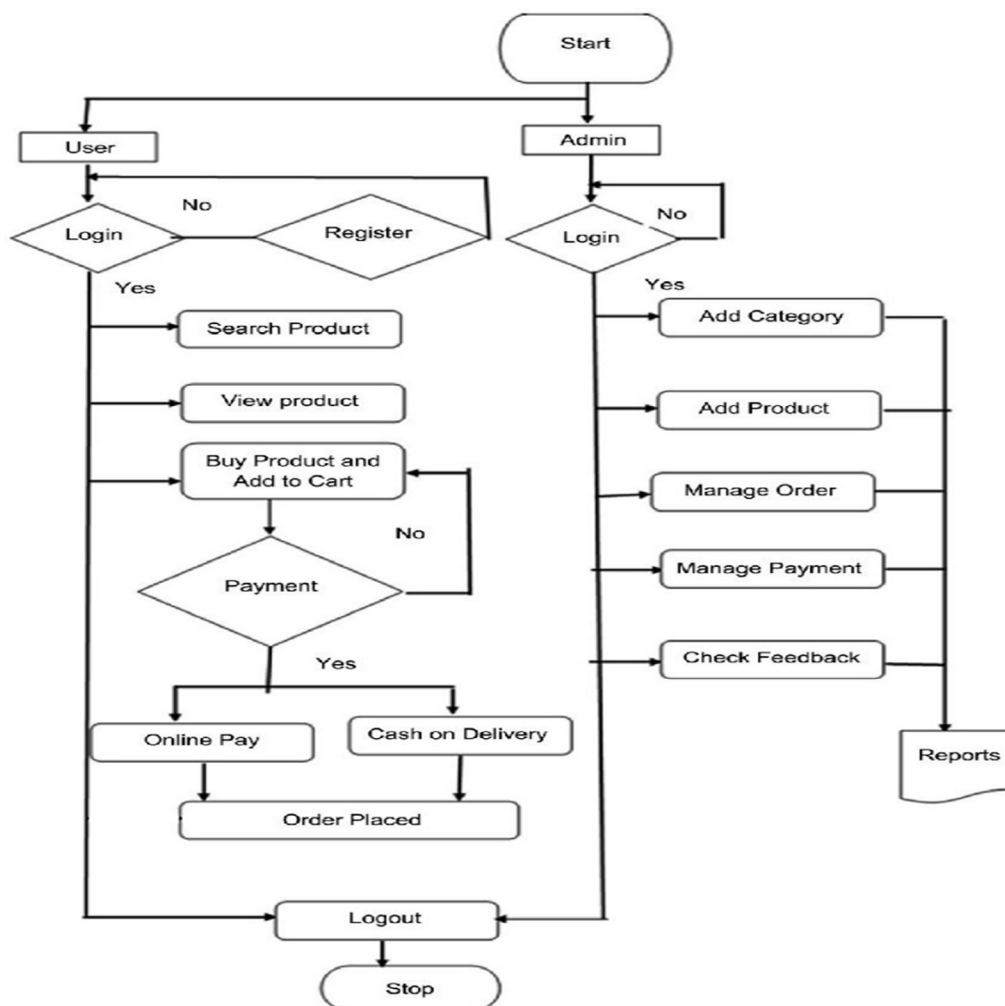 Start
User
Admin
No
Login
Register
No
Login
Yes
Yes
Search Product
Add Category
View product
Add Product
Buy Product and
Add to Cart
Manage Order
No
Payment
Manage Payment
Yes
Check Feedback
Online Pay
Cash on Delivery
Reports
Order Placed
Logout
Stop